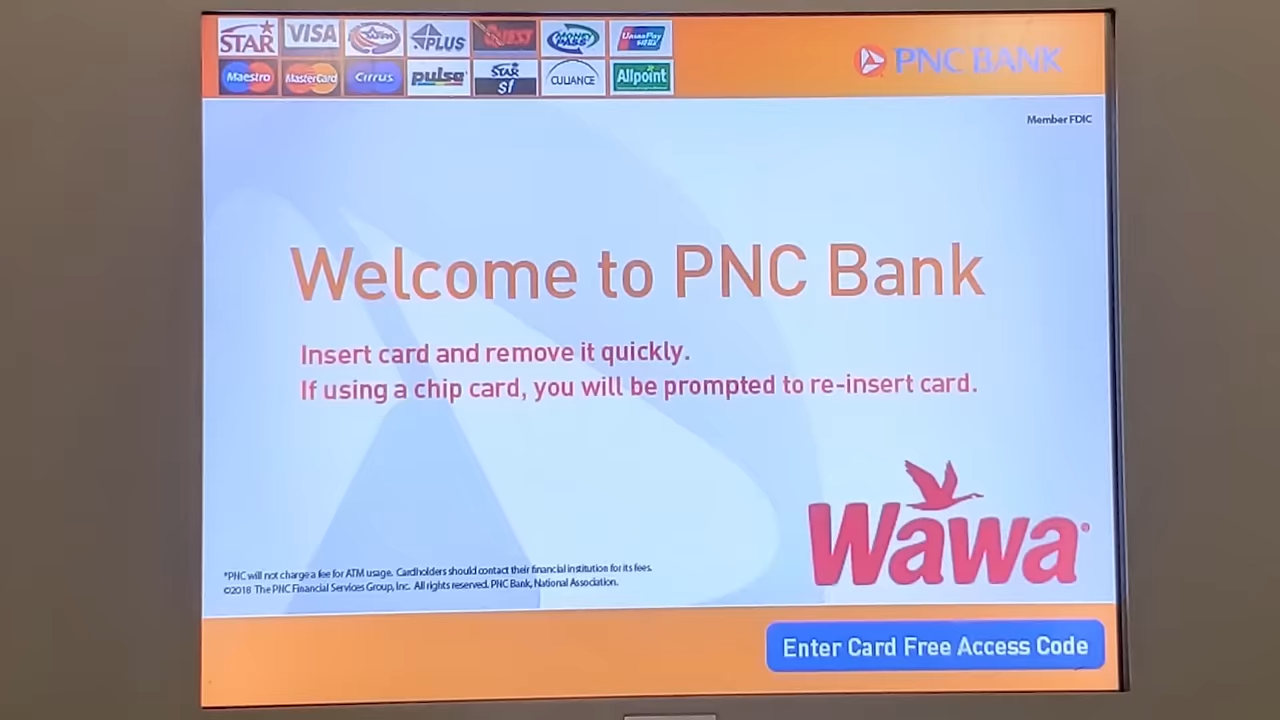 STAR VISA PLUS QUEST MONEY PASS UnionPay
Maestro MasterCard Cirrus pulse STAR sf CULIANCE Allpoint
PNC BANK
Member FDIC
Welcome to PNC Bank
Insert card and remove it quickly.
If using a chip card, you will be prompted to re-insert card.
Wawa®
*PNC will not charge a fee for ATM usage. Cardholders should contact their financial institution for its fees.
©2018 The PNC Financial Services Group, Inc. All rights reserved. PNC Bank, National Association.
Enter Card Free Access Code